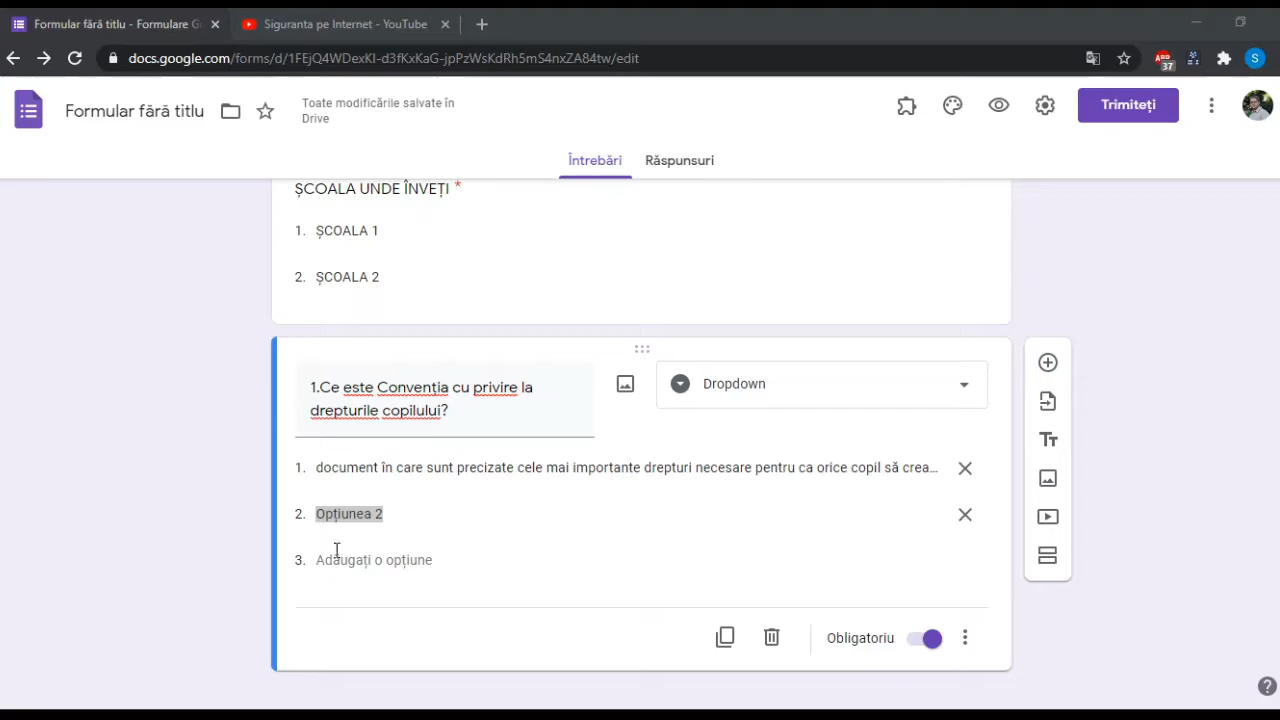 Formular fără titlu - Formulare G
Siguranta pe Internet - YouTube
docs.google.com/forms/d/1FEjQ4WDexKI-d3fKxKaG-jpPzWsKdRh5mS4nxZA84tw/edit
ABP
37
S
Formular fără titlu
Toate modificările salvate în
Drive
Trimiteți
Întrebări
Răspunsuri
ȘCOALA UNDE ÎNVEȚI *
1. ȘCOALA 1
2. ȘCOALA 2
1.Ce este Convenția cu privire la
drepturile copilului?
Dropdown
1. document în care sunt precizate cele mai importante drepturi necesare pentru ca orice copil să crea...
2. Opțiunea 2
3. Adăugați o opțiune
Obligatoriu